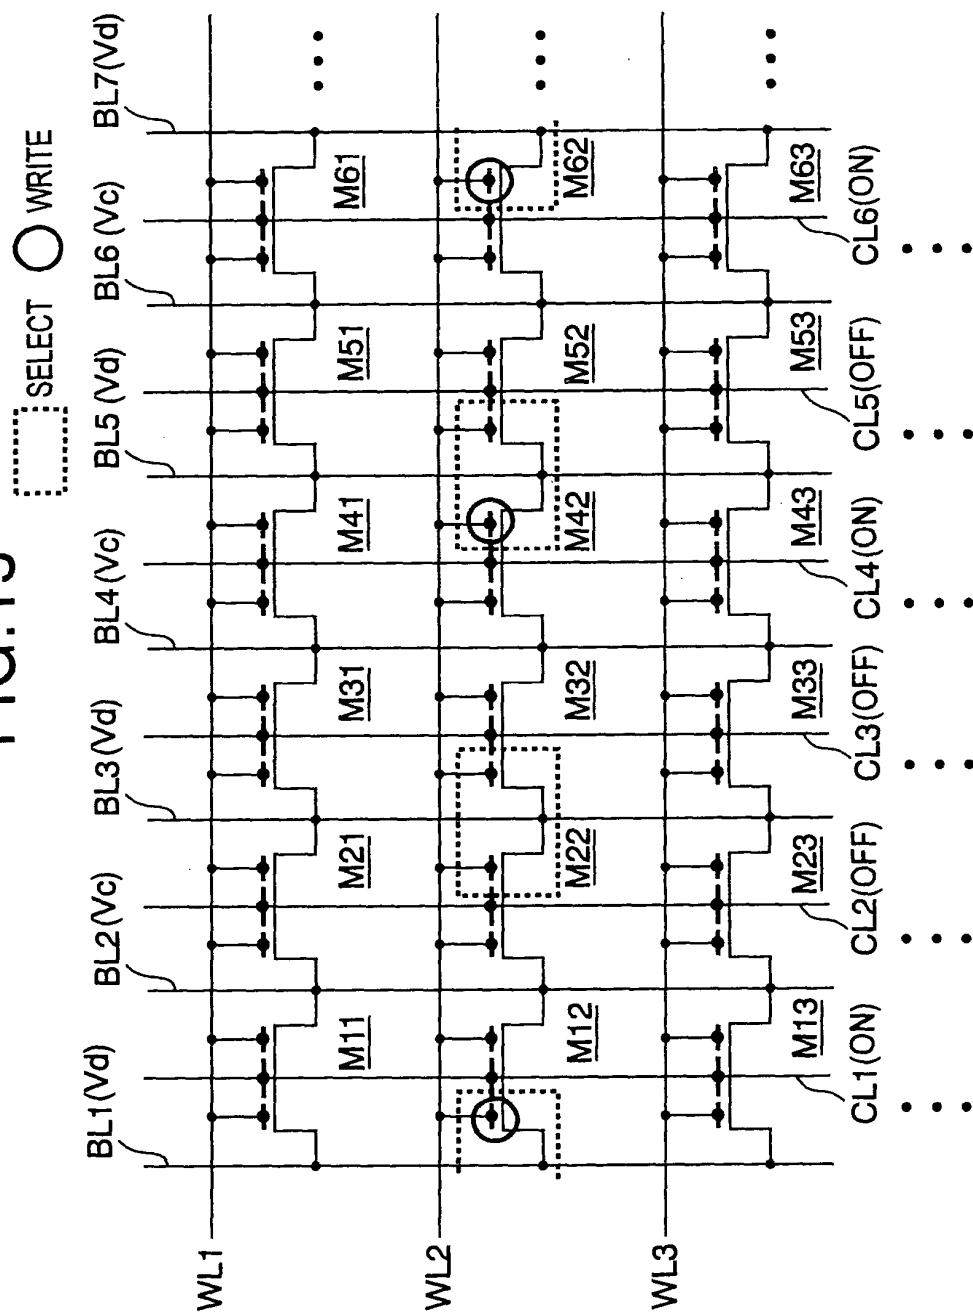 SELECT
WRITE
BL1 (Vd)
BL2 (Vc)
BL3 (Vd)
BL4 (Vc)
BL5 (Vd)
BL6 (Vc)
BL7 (Vd)
WL1
M11
M21
M31
M41
M51
M61
WL2
M12
M22
M32
M42
M52
M62
WL3
M13
M23
M33
M43
M53
M63
CL1 (ON)
CL2 (OFF)
CL3 (OFF)
CL4 (ON)
CL5 (OFF)
CL6 (ON)